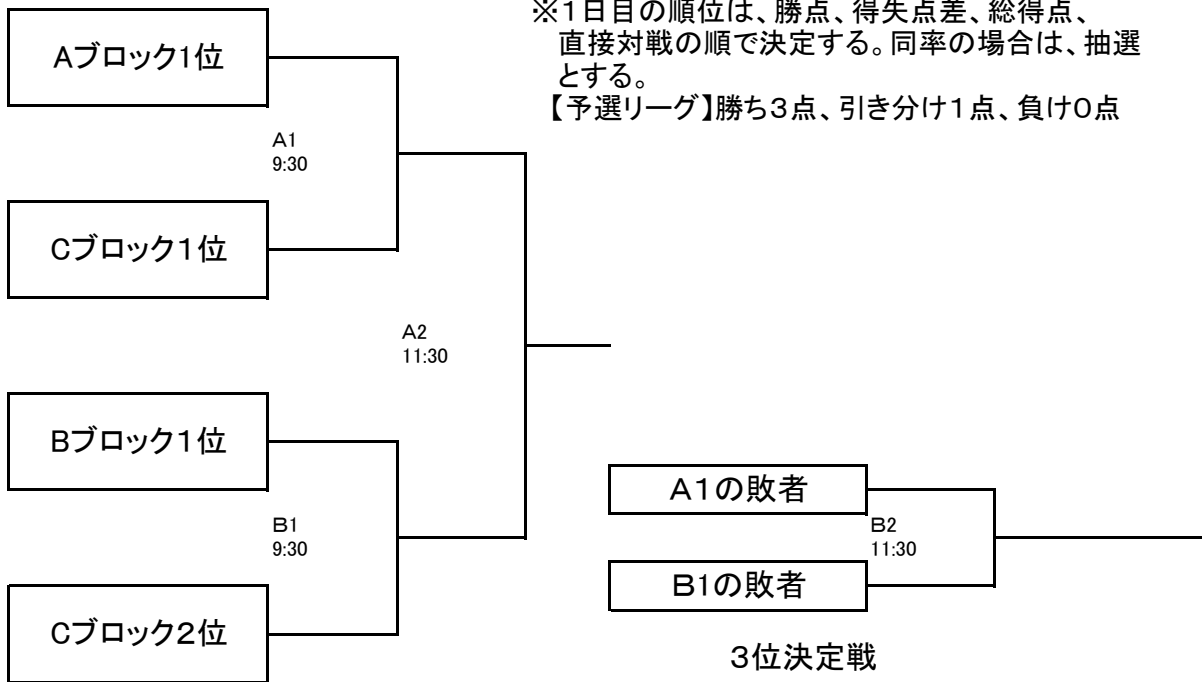 ※１日目の順位は、勝点、得失点差、総得点、
直接対戦の順で決定する。同率の場合は、抽選
とする。
【予選リーグ】勝ち３点、引き分け１点、負け０点
Aブロック1位
A1
9:30
Cブロック１位
A2
11:30
Bブロック１位
B1
9:30
Cブロック２位
A１の敗者
B2
11:30
B1の敗者
３位決定戦